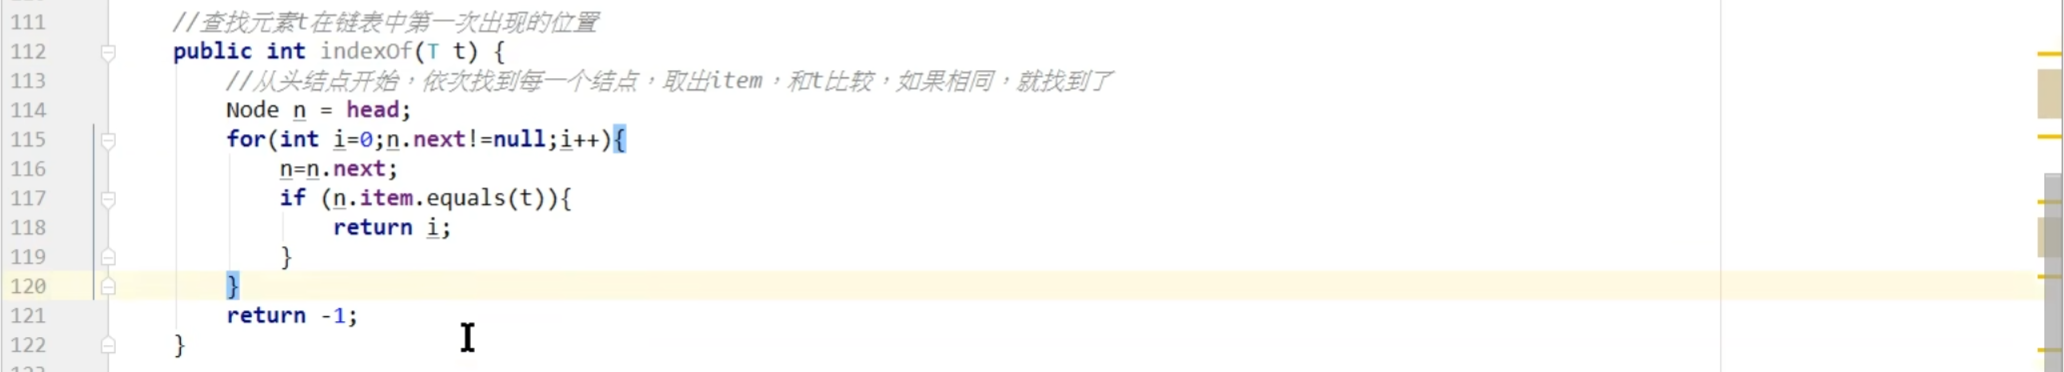 111 //查找元素t在链表中第一次出现的位置
112 public int indexOf(T t) {
113 //从头结点开始，依次找到每一个结点，取出item，和t比较，如果相同，就找到了
114 Node n = head;
115 for(int i=0;n.next!=null;i++){
116 n=n.next;
117 if (n.item.equals(t)){
118 return i;
119 }
120 }
121 return -1;
122 }